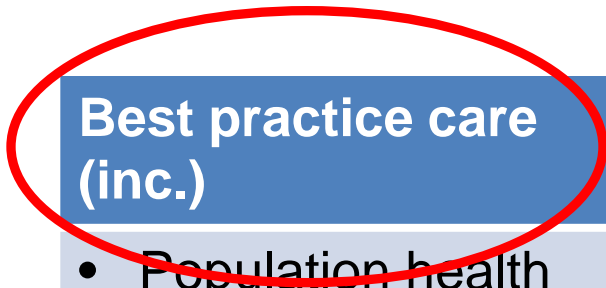 Best practice care
(inc.)
• Population health